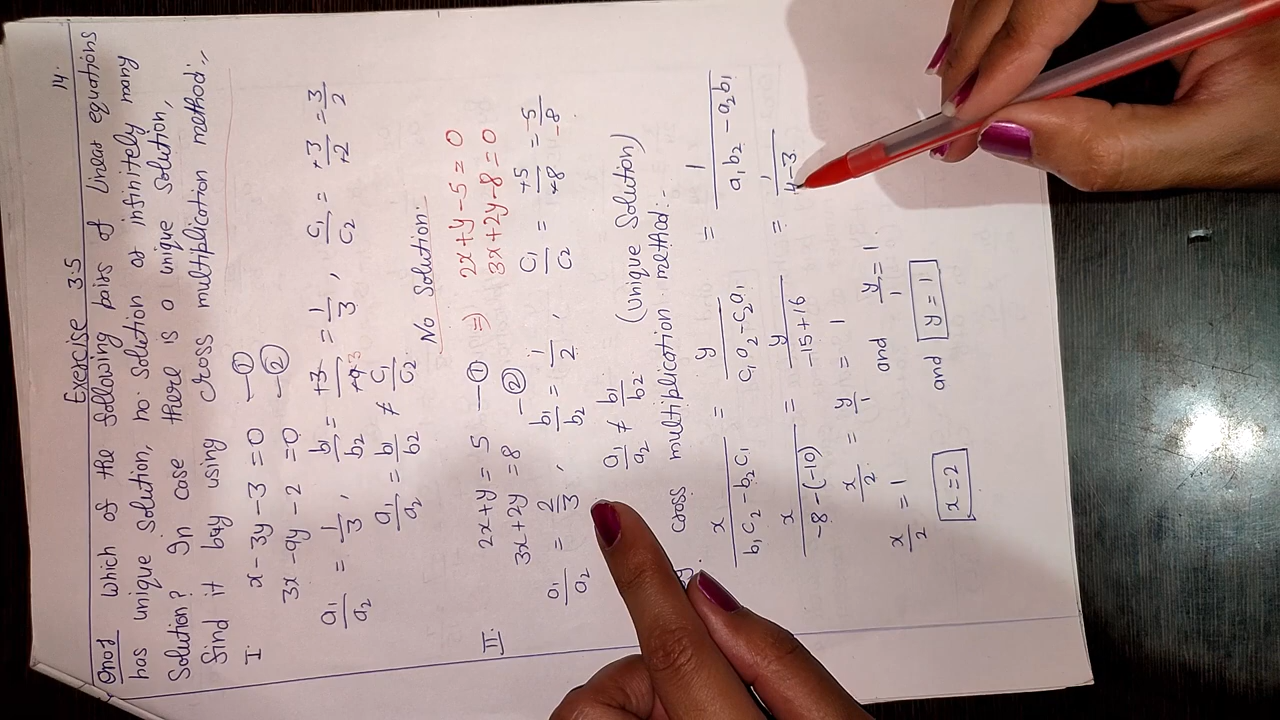 Exercise 3.5 14.
Qno1 Which of the following pairs of linear equations
has unique solution, no solution or infinitely many
Solution? In case there is a unique solution,
find it bay using cross multiplication method:,
I. x - 3y - 3 = 0 —①
3x - 9y - 2 = 0 —②
a1/a2 = 1/3, b1/b2 = +3/+9 3 = 1/3, c1/c2 = +3/+2 = 3/2
a1/a2 = b1/b2 ≠ c1/c2
No Solution:
II. 2x + y = 5 —① ⇒ 2x + y - 5 = 0
3x + 2y = 8 —② 3x + 2y - 8 = 0
a1/a2 = 2/3, b1/b2 = 1/2, c1/c2 = +5/+8 = -5/-8
a1/a2 ≠ b1/b2 (Unique Solution)
cross multiplication method:-
x/(b1c2 - b2c1) = y/(c1a2 - c2a1) = 1/(a1b2 - a2b1)
x/(-8-(-10)) = y/(-15+16) = 1/(4-3)
x/2 = y/1 = 1
x/2 = 1 and y/1 = 1
x = 2 and y = 1